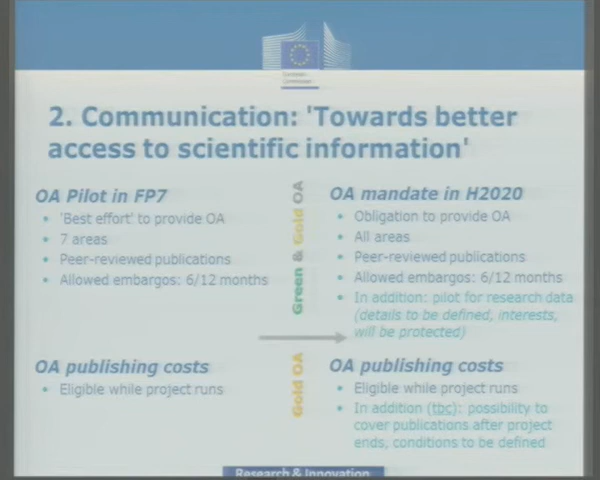 European
Commission
2. Communication: 'Towards better
access to scientific information'
OA Pilot in FP7
• 'Best effort' to provide OA
• 7 areas
• Peer-reviewed publications
• Allowed embargos: 6/12 months
Green & Gold OA
OA mandate in H2020
• Obligation to provide OA
• All areas
• Peer-reviewed publications
• Allowed embargos: 6/12 months
• In addition: pilot for research data
(details to be defined, interests,
will be protected)
OA publishing costs
• Eligible while project runs
Gold OA
OA publishing costs
• Eligible while project runs
• In addition (tbc): possibility to
cover publications after project
ends; conditions to be defined
Research & Innovation